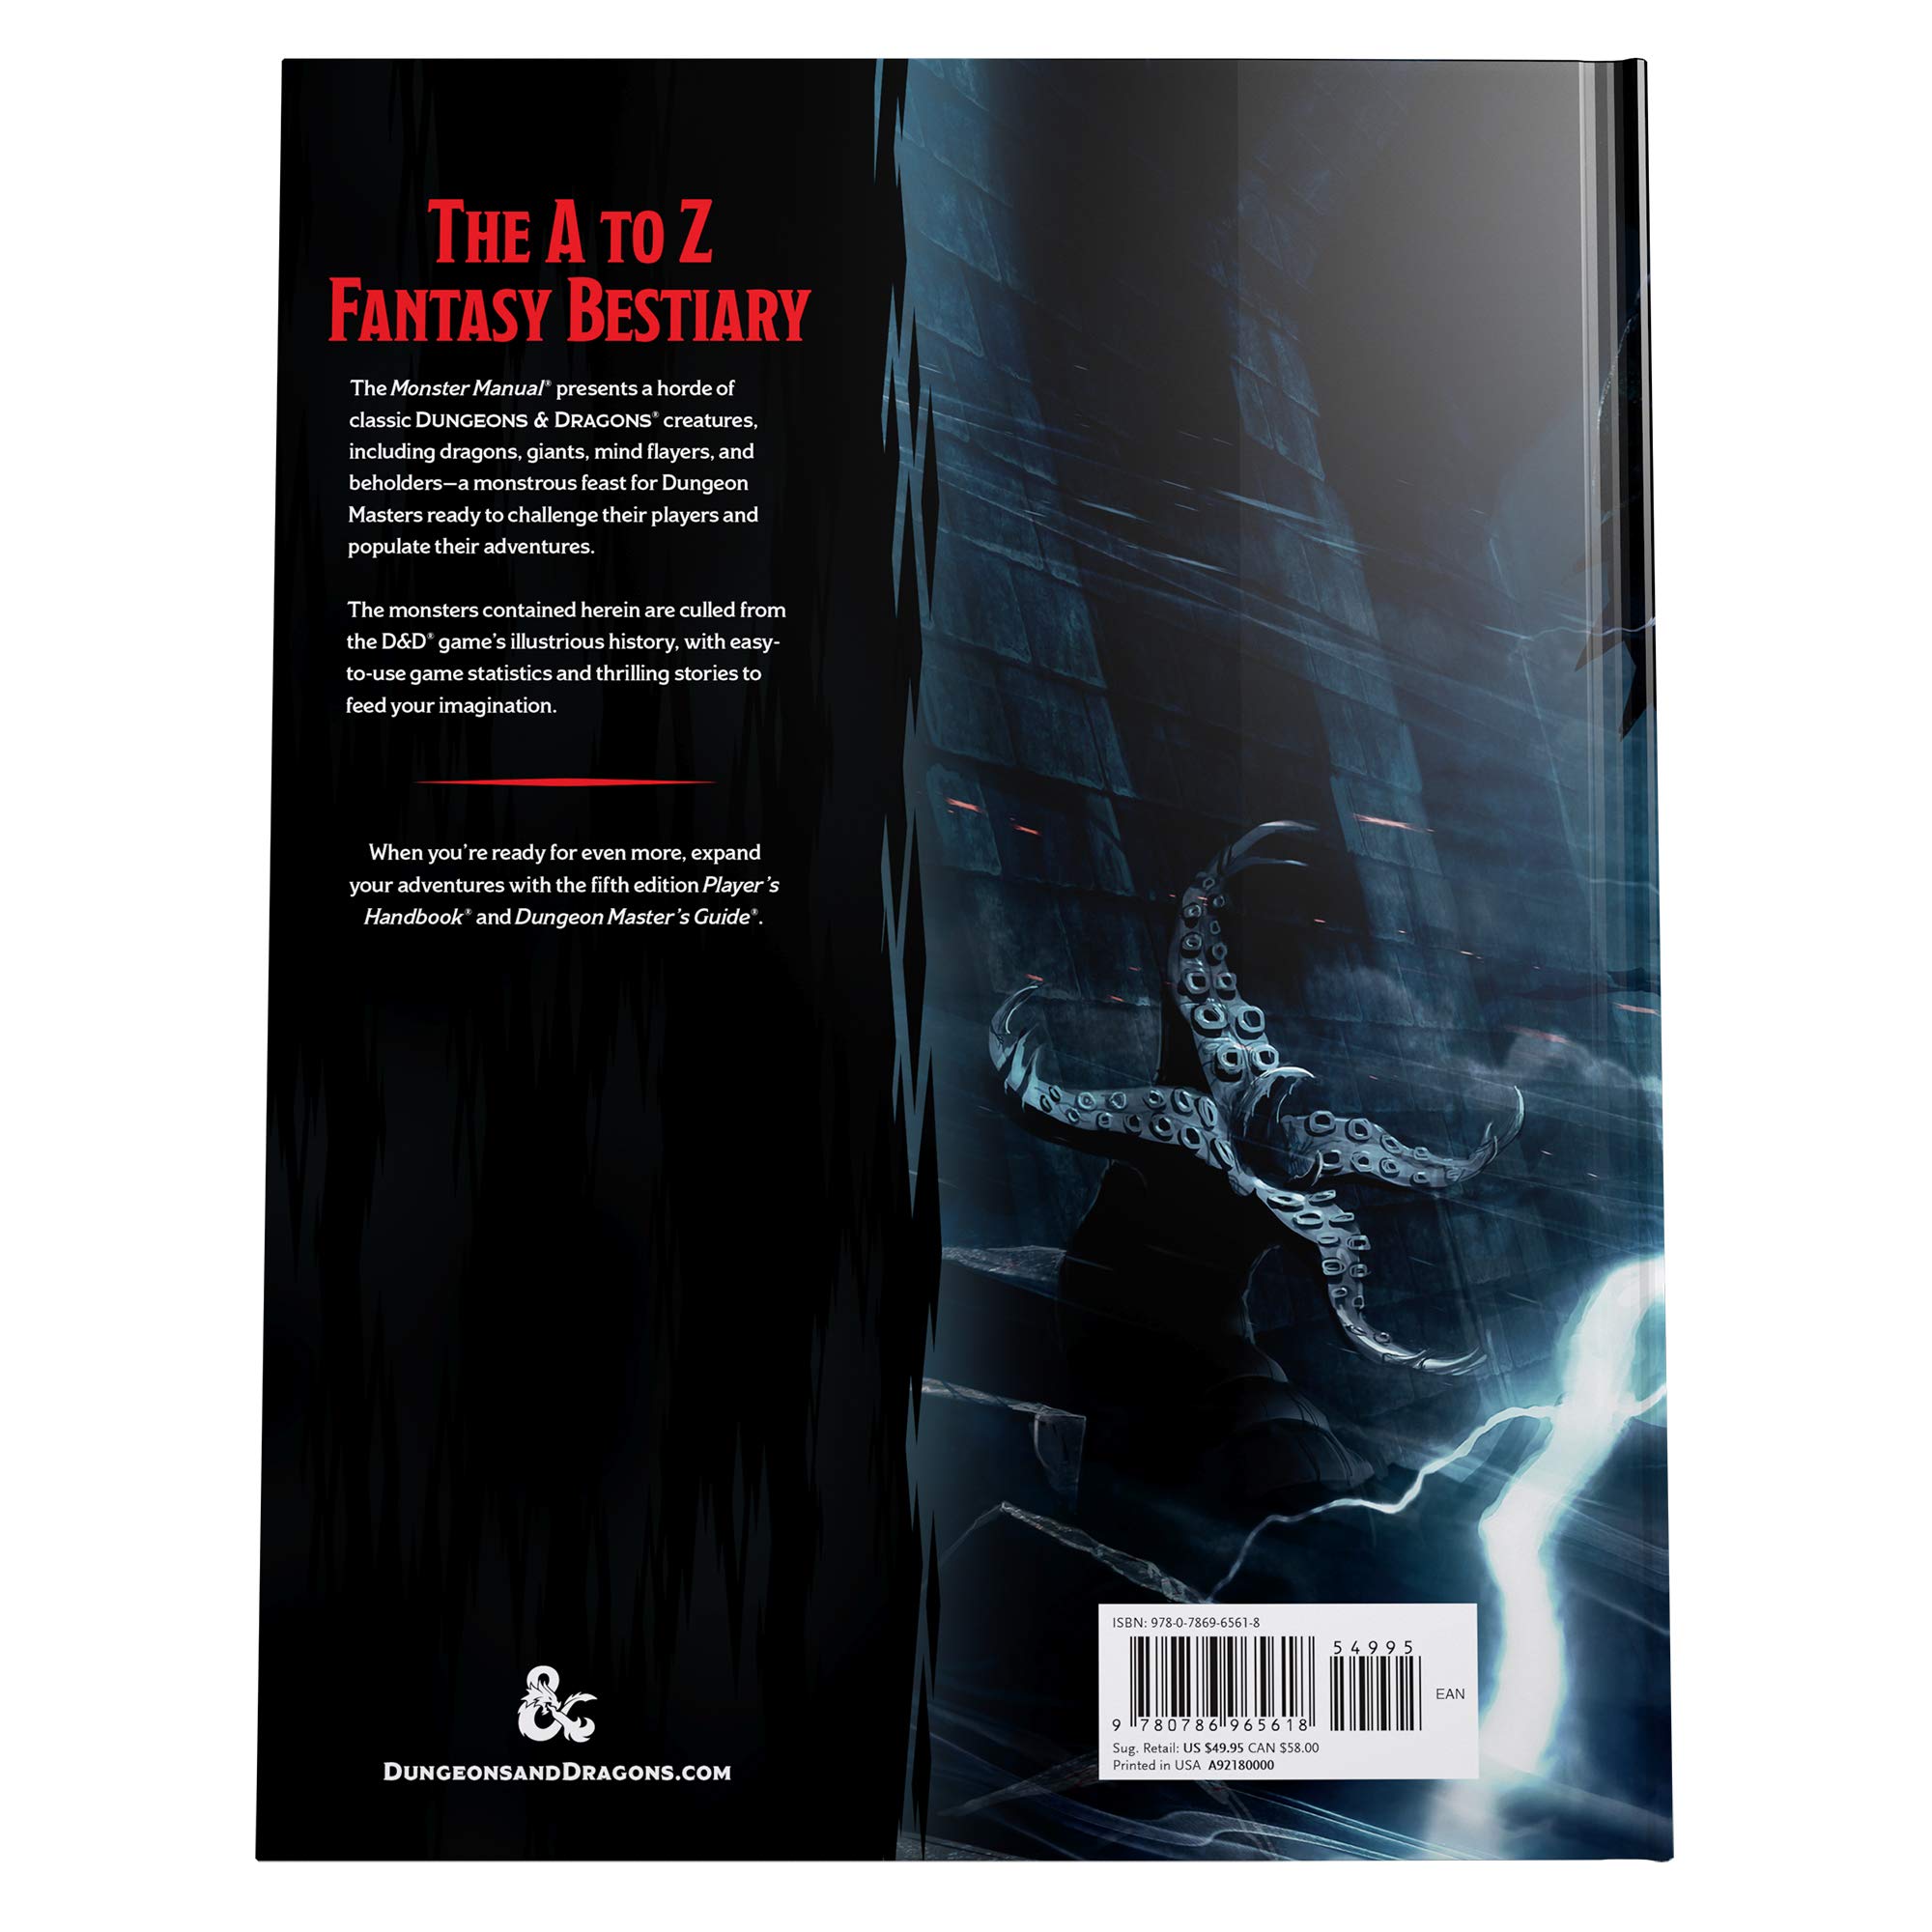 The A to Z
Fantasy Bestiary
The Monster Manual® presents a horde of
classic Dungeons & Dragons® creatures,
including dragons, giants, mind flayers, and
beholders—a monstrous feast for Dungeon
Masters ready to challenge their players and
populate their adventures.
The monsters contained herein are culled from
the D&D® game's illustrious history, with easy-
to-use game statistics and thrilling stories to
feed your imagination.
When you're ready for even more, expand
your adventures with the fifth edition Player's
Handbook® and Dungeon Master's Guide®.
&
DungeonsandDragons.com
ISBN: 978-0-7869-6561-8
54995
EAN
9 780786 965618
Sug. Retail: US $49.95 CAN $58.00
Printed in USA A92180000